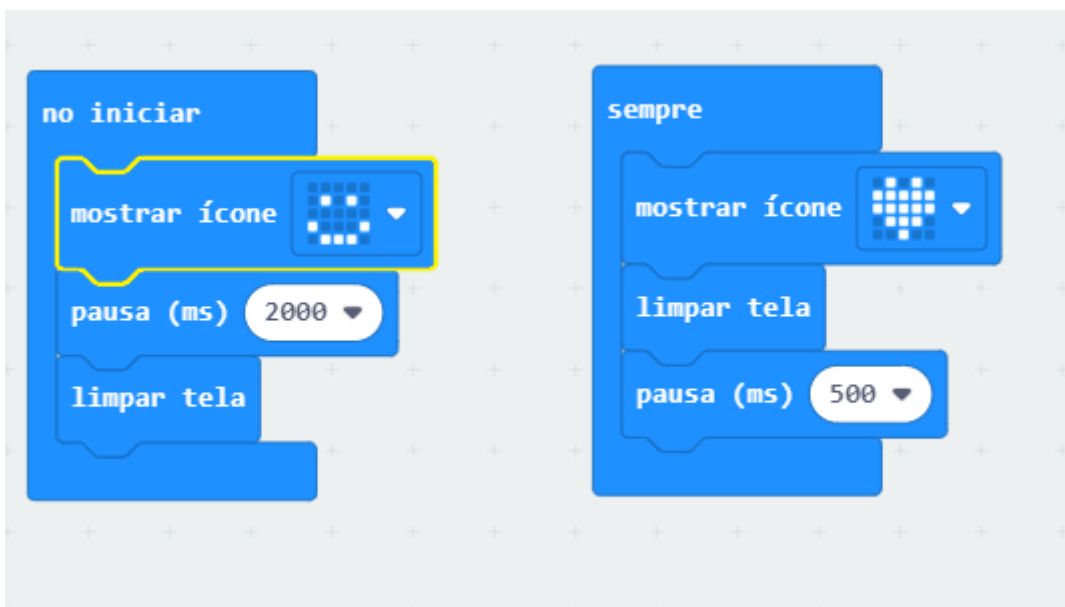 no iniciar
mostrar ícone
pausa (ms) 2000
limpar tela
sempre
mostrar ícone
limpar tela
pausa (ms) 500